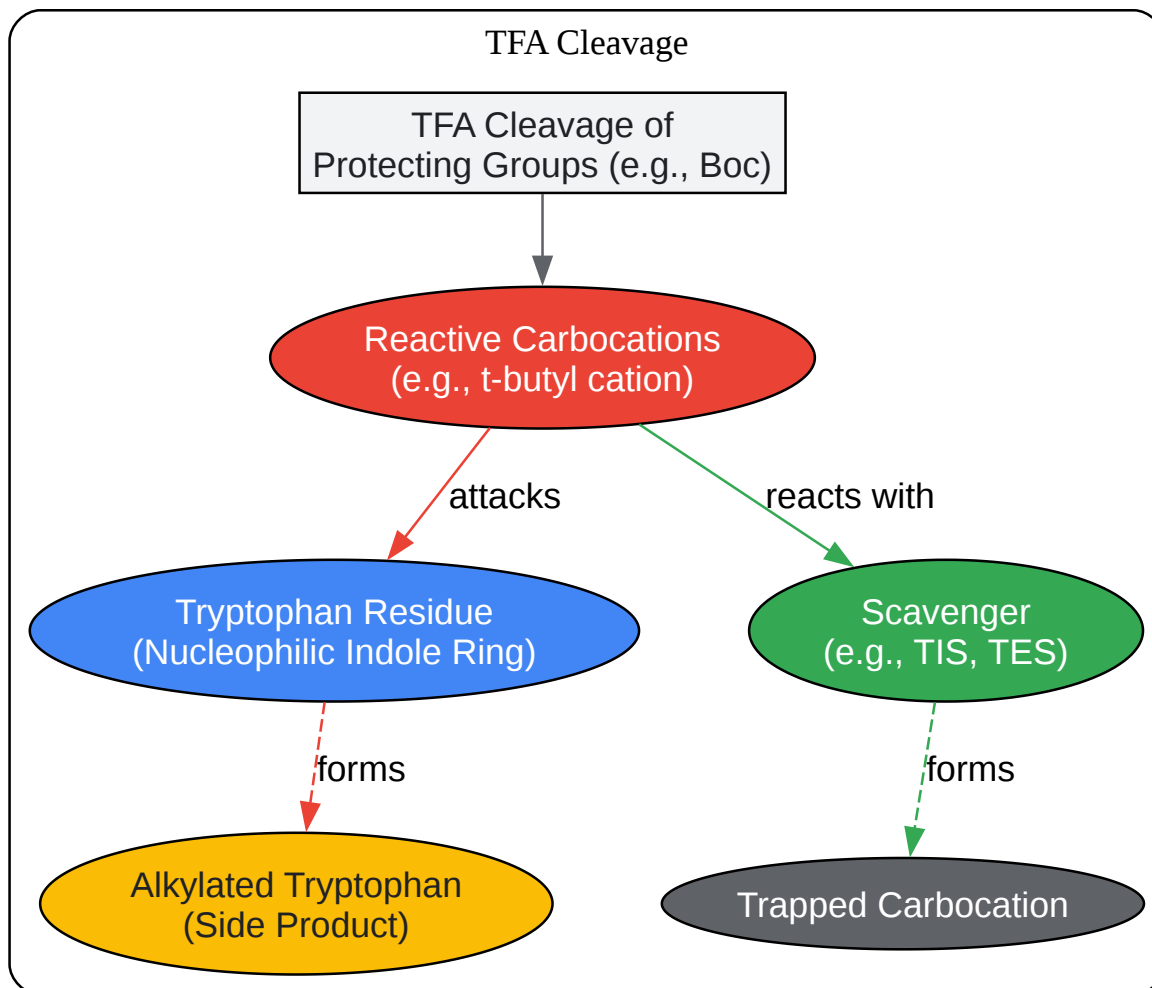 TFA Cleavage
TFA Cleavage of
Protecting Groups (e.g., Boc)
Reactive Carbocations
(e.g., t-butyl cation)
attacks
reacts with
Tryptophan Residue
(Nucleophilic Indole Ring)
Scavenger
(e.g., TIS, TES)
forms
forms
Alkylated Tryptophan
(Side Product)
Trapped Carbocation